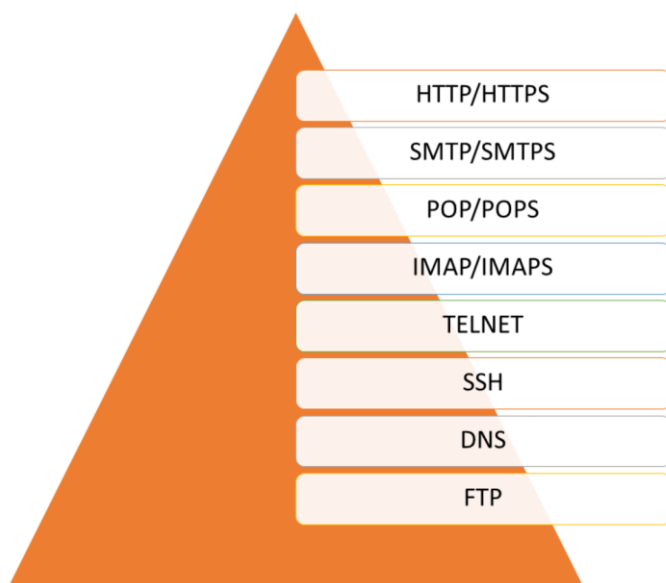 HTTP/HTTPS
SMTP/SMTPS
POP/POPS
IMAP/IMAPS
TELNET
SSH
DNS
FTP